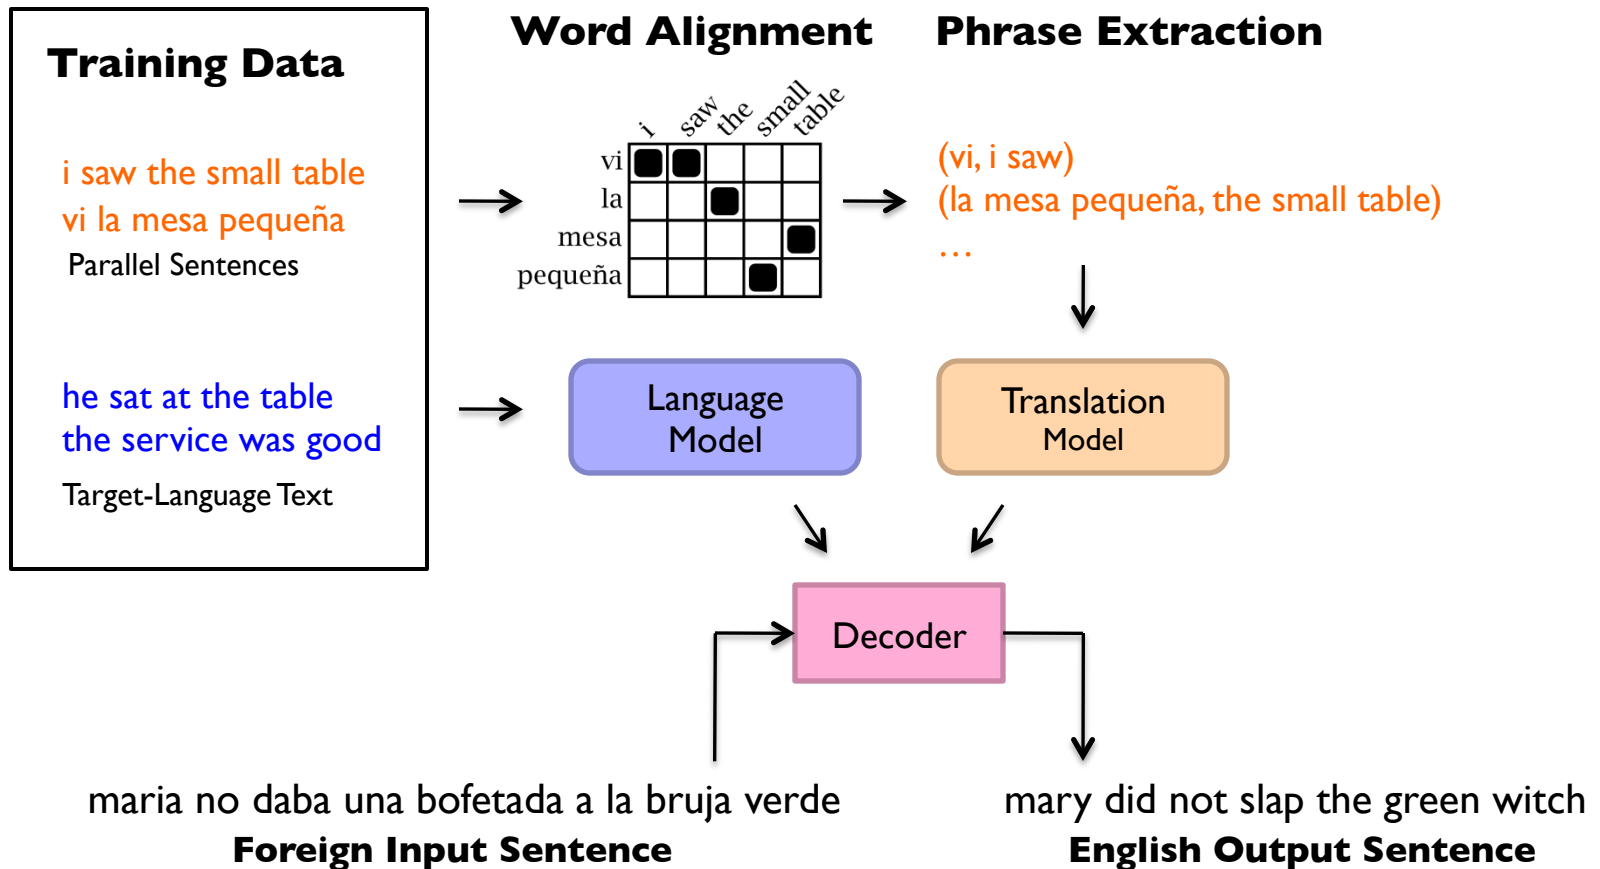 Training Data
i saw the small table
vi la mesa pequeña
Parallel Sentences
he sat at the table
the service was good
Target-Language Text
Word Alignment
i saw the small table
vi
la
mesa
pequeña
Phrase Extraction
(vi, i saw)
(la mesa pequeña, the small table)
…
Language
Model
Translation
Model
Decoder
maria no daba una bofetada a la bruja verde
Foreign Input Sentence
mary did not slap the green witch
English Output Sentence